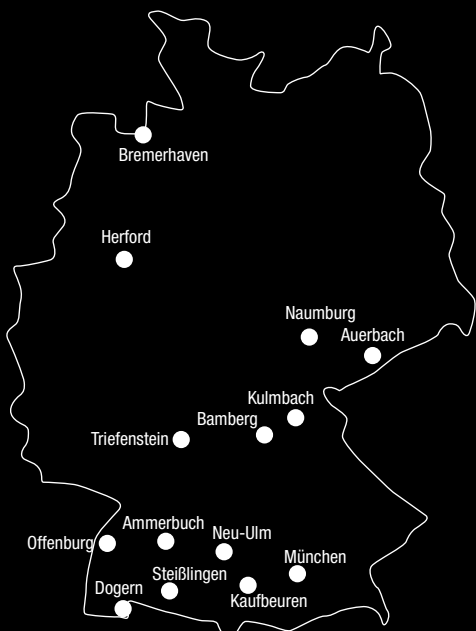 Bremerhaven
Herford
Naumburg
Auerbach
Kulmbach
Bamberg
Triefenstein
Ammerbuch
Neu-Ulm
Offenburg
München
Steißlingen
Dogern
Kaufbeuren